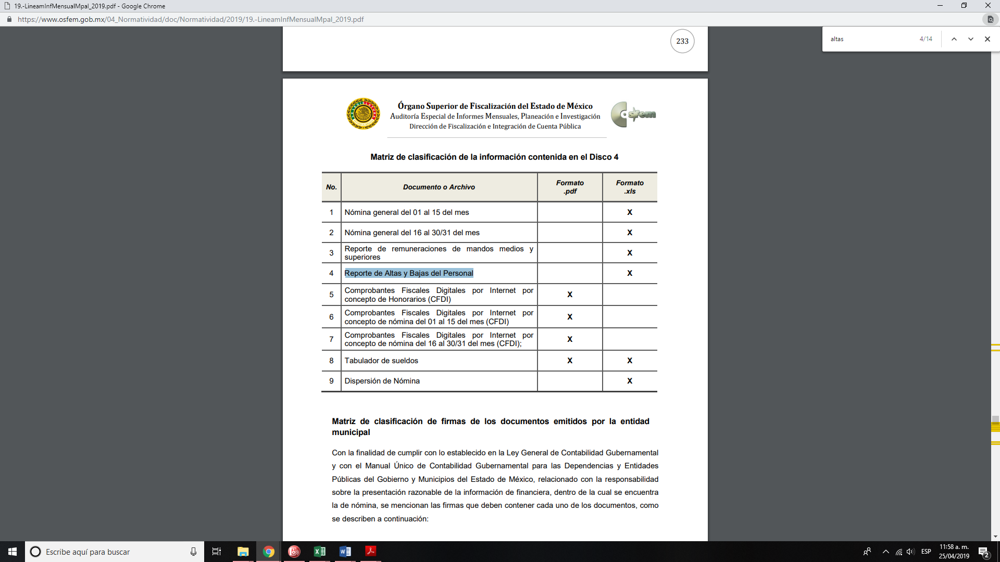 19.-LineamInfMensualMpal_2019.pdf - Google Chrome
https://www.osfem.gob.mx/04_Normatividad/doc/Normatividad/2019/19.-LineamInfMensualMpal_2019.pdf
altas 4/14
233
Órgano Superior de Fiscalización del Estado de México
Auditoría Especial de Informes Mensuales, Planeación e Investigación
Dirección de Fiscalización e Integración de Cuenta Pública
osfem
Matriz de clasificación de la información contenida en el Disco 4
No. Documento o Archivo Formato .pdf Formato .xls
1 Nómina general del 01 al 15 del mes X
2 Nómina general del 16 al 30/31 del mes X
3 Reporte de remuneraciones de mandos medios y
superiores X
4 Reporte de Altas y Bajas del Personal X
5 Comprobantes Fiscales Digitales por Internet por
concepto de Honorarios (CFDI) X
6 Comprobantes Fiscales Digitales por Internet por
concepto de nómina del 01 al 15 del mes (CFDI) X
7 Comprobantes Fiscales Digitales por Internet por
concepto de nómina del 16 al 30/31 del mes (CFDI); X
8 Tabulador de sueldos X X
9 Dispersión de Nómina X
Matriz de clasificación de firmas de los documentos emitidos por la entidad
municipal
Con la finalidad de cumplir con lo establecido en la Ley General de Contabilidad Gubernamental
y con el Manual Único de Contabilidad Gubernamental para las Dependencias y Entidades
Públicas del Gobierno y Municipios del Estado de México, relacionado con la responsabilidad
sobre la presentación razonable de la información de financiera, dentro de la cual se encuentra
la de nómina, se mencionan las firmas que deben contener cada uno de los documentos, como
se describen a continuación:
Escribe aquí para buscar
ESP
11:58 a. m.
25/04/2019
2